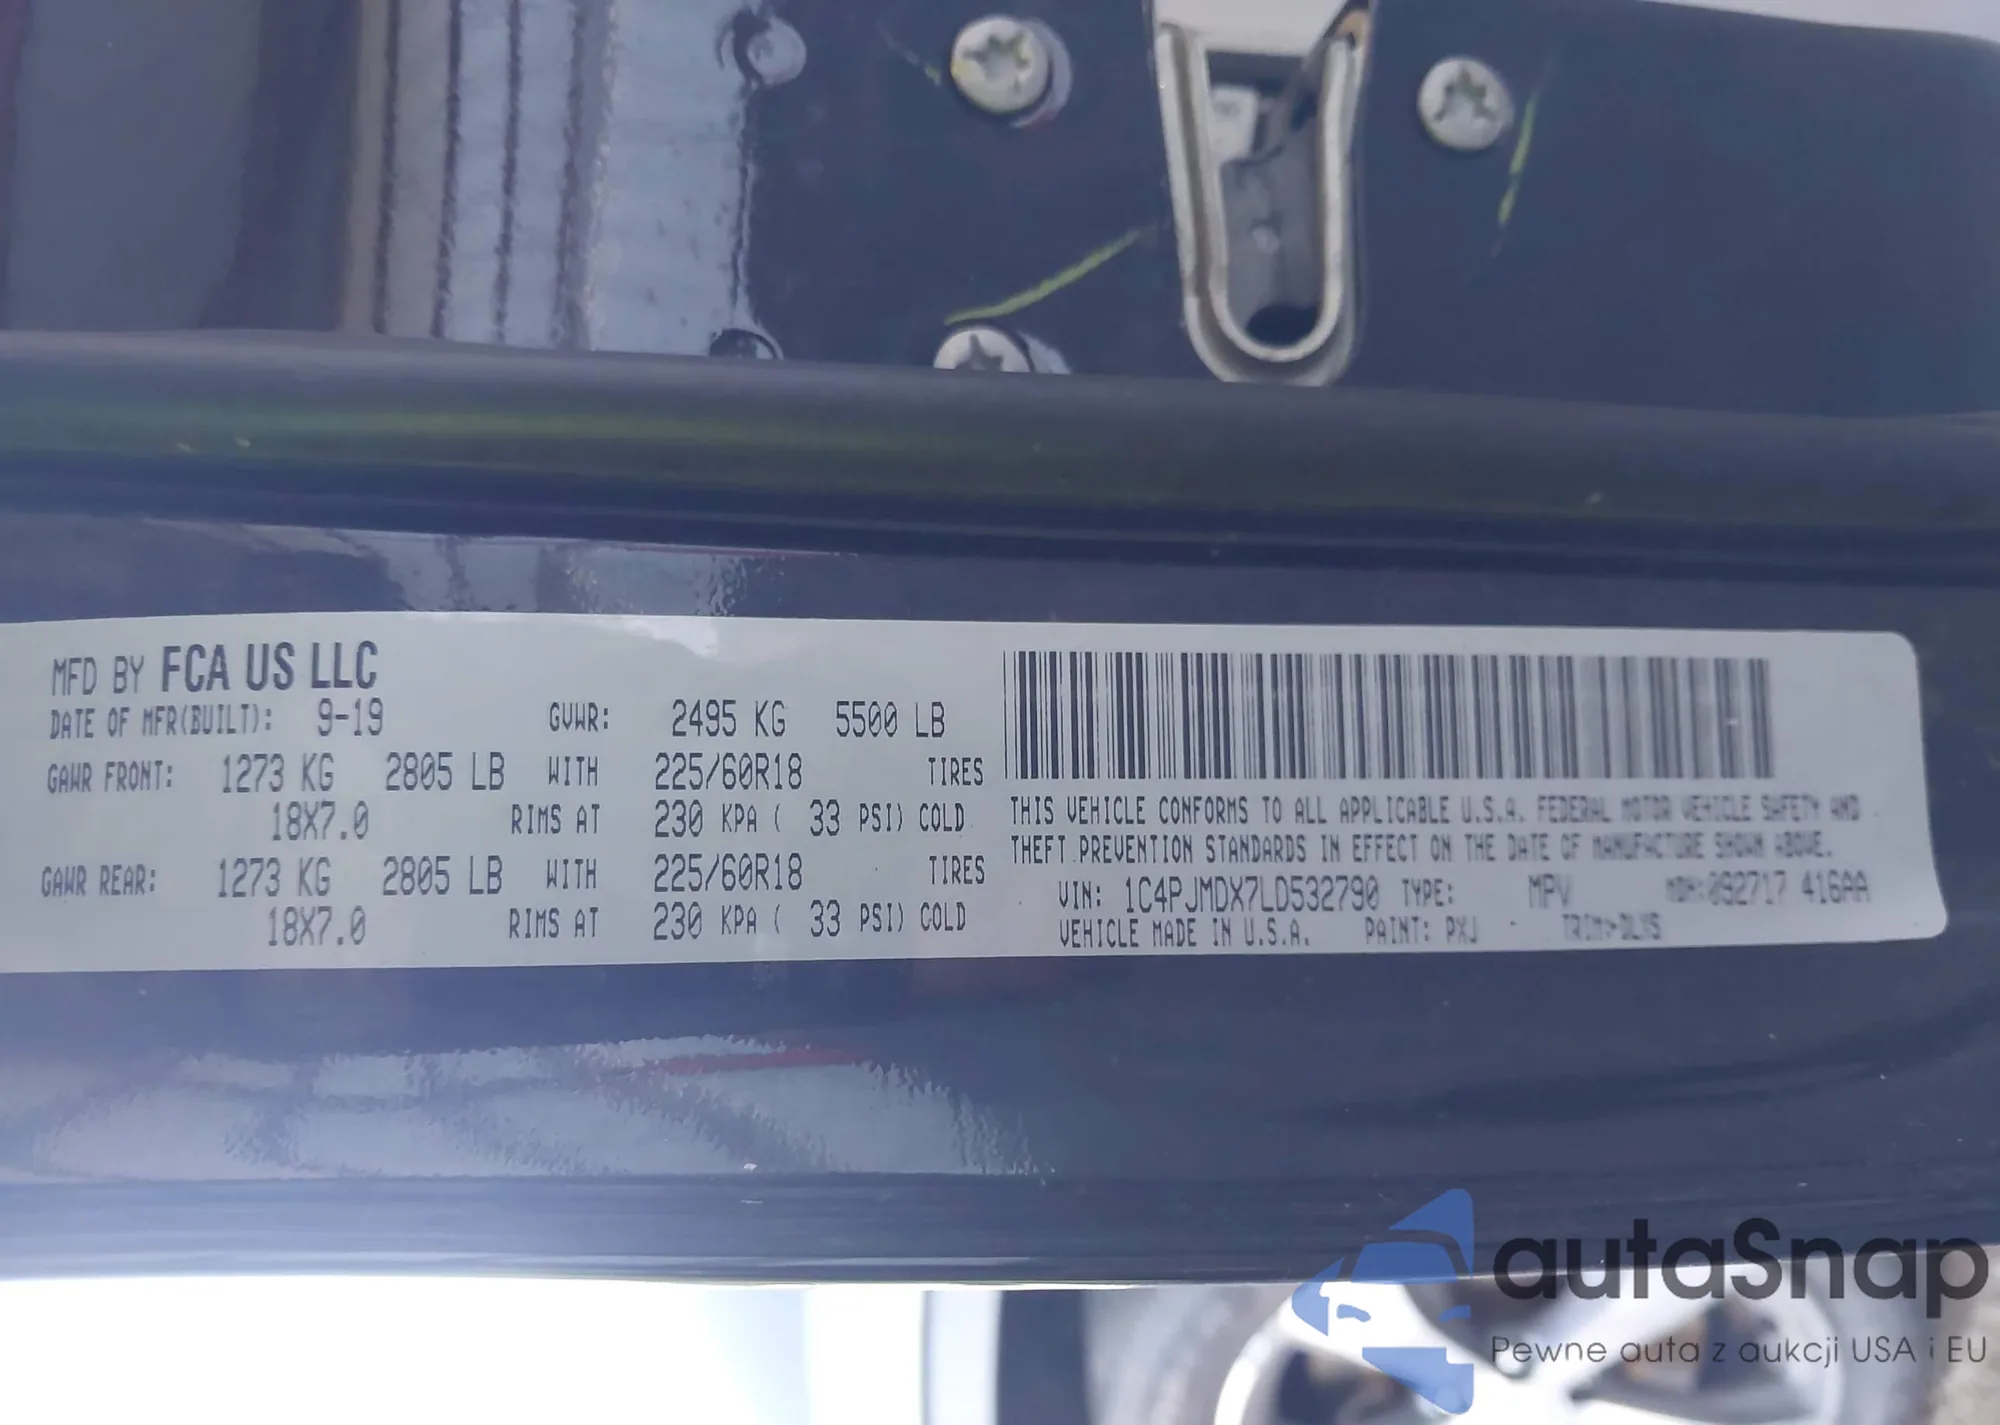 MFD BY FCA US LLC
DATE OF MFR(BUILT): 9-19 GVWR: 2495 KG 5500 LB
GAWR FRONT: 1273 KG 2805 LB WITH 225/60R18 TIRES
18X7.0 RIMS AT 230 KPA ( 33 PSI) COLD
GAWR REAR: 1273 KG 2805 LB WITH 225/60R18 TIRES
18X7.0 RIMS AT 230 KPA ( 33 PSI) COLD
THIS VEHICLE CONFORMS TO ALL APPLICABLE U.S.A. FEDERAL MOTOR VEHICLE SAFETY AND
THEFT PREVENTION STANDARDS IN EFFECT ON THE DATE OF MANUFACTURE SHOWN ABOVE.
VIN: 1C4PJMDX7LD532790 TYPE: MPV MDH:092717 416AA
VEHICLE MADE IN U.S.A. PAINT: PXJ - TRIM:
autaSnap
Pewne auta z aukcji USA i EU